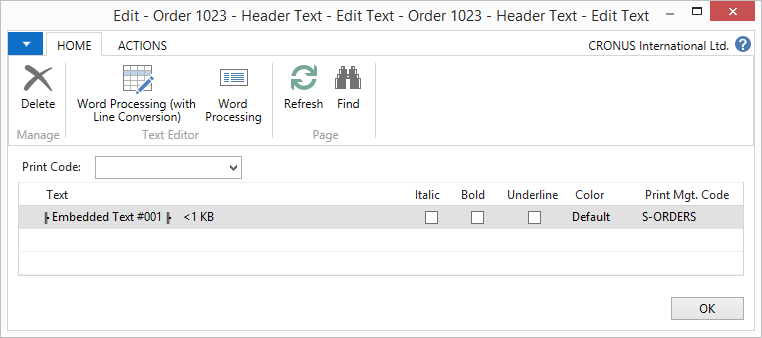 Edit - Order 1023 - Header Text - Edit Text - Order 1023 - Header Text - Edit Text
HOME ACTIONS CRONUS International Ltd. ?
Delete
Word Processing (with Line Conversion)
Word Processing
Refresh
Find
Manage Text Editor Page
Print Code:
Text Italic Bold Underline Color Print Mgt. Code
Embedded Text #001 <1 KB Default S-ORDERS
OK